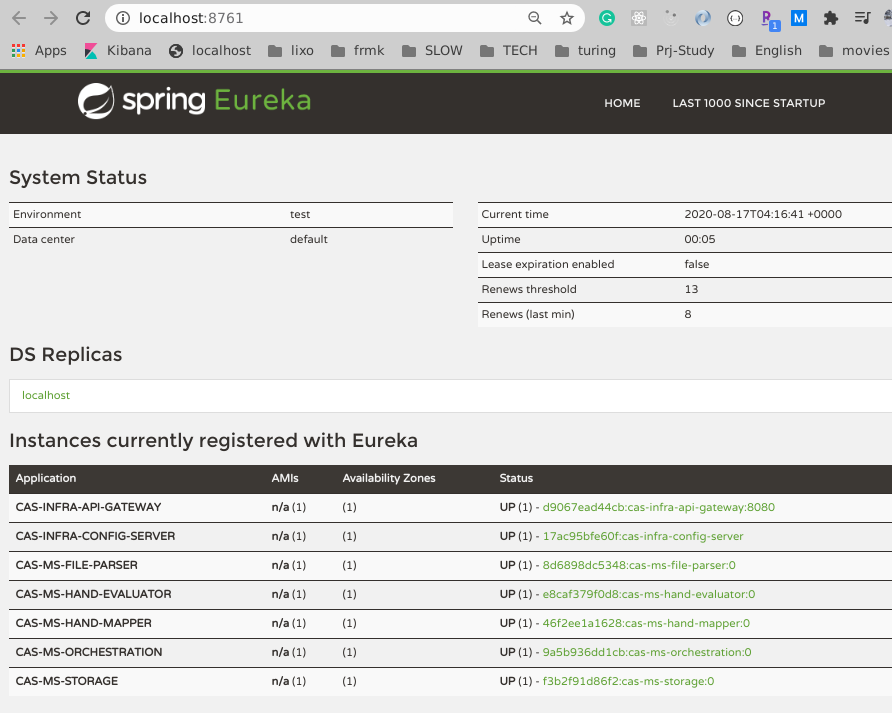 localhost:8761
Apps Kibana localhost lixo frmk SLOW TECH turing Prj-Study English movies
spring Eureka HOME LAST 1000 SINCE STARTUP
System Status
Environment test
Data center default
Current time 2020-08-17T04:16:41 +0000
Uptime 00:05
Lease expiration enabled false
Renews threshold 13
Renews (last min) 8
DS Replicas
localhost
Instances currently registered with Eureka
Application AMIs Availability Zones Status
CAS-INFRA-API-GATEWAY n/a (1) (1) UP (1) - d9067ead44cb:cas-infra-api-gateway:8080
CAS-INFRA-CONFIG-SERVER n/a (1) (1) UP (1) - 17ac95bfe60f:cas-infra-config-server
CAS-MS-FILE-PARSER n/a (1) (1) UP (1) - 8d6898dc5348:cas-ms-file-parser:0
CAS-MS-HAND-EVALUATOR n/a (1) (1) UP (1) - e8caf379f0d8:cas-ms-hand-evaluator:0
CAS-MS-HAND-MAPPER n/a (1) (1) UP (1) - 46f2ee1a1628:cas-ms-hand-mapper:0
CAS-MS-ORCHESTRATION n/a (1) (1) UP (1) - 9a5b936dd1cb:cas-ms-orchestration:0
CAS-MS-STORAGE n/a (1) (1) UP (1) - f3b2f91d86f2:cas-ms-storage:0